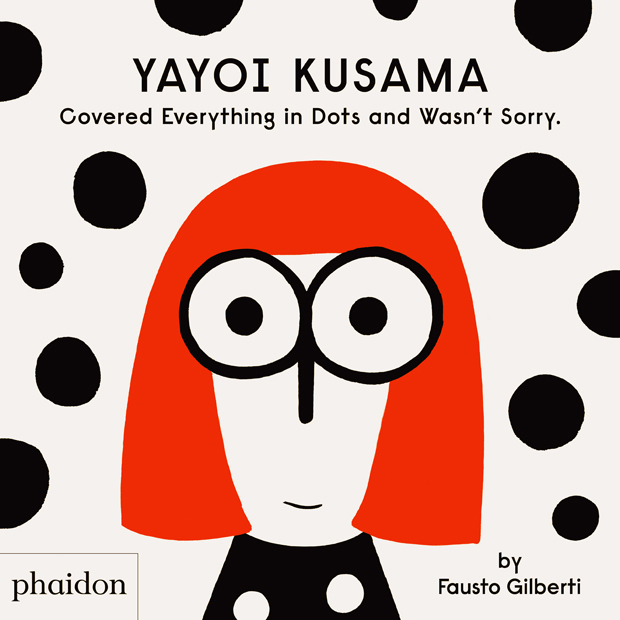 YAYOI KUSAMA
Covered Everything in Dots and Wasn't Sorry.
by
Fausto Gilberti
phaidon